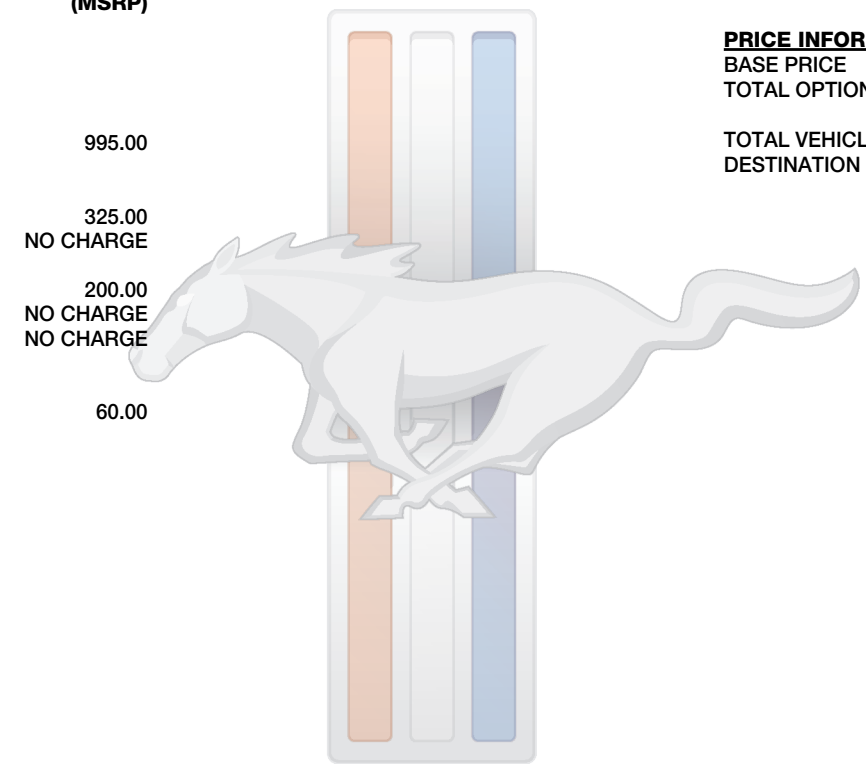 (MSRP)
995.00
325.00
NO CHARGE
200.00
NO CHARGE
NO CHARGE
60.00
PRICE INFOR
BASE PRICE
TOTAL OPTION
TOTAL VEHICL
DESTINATION